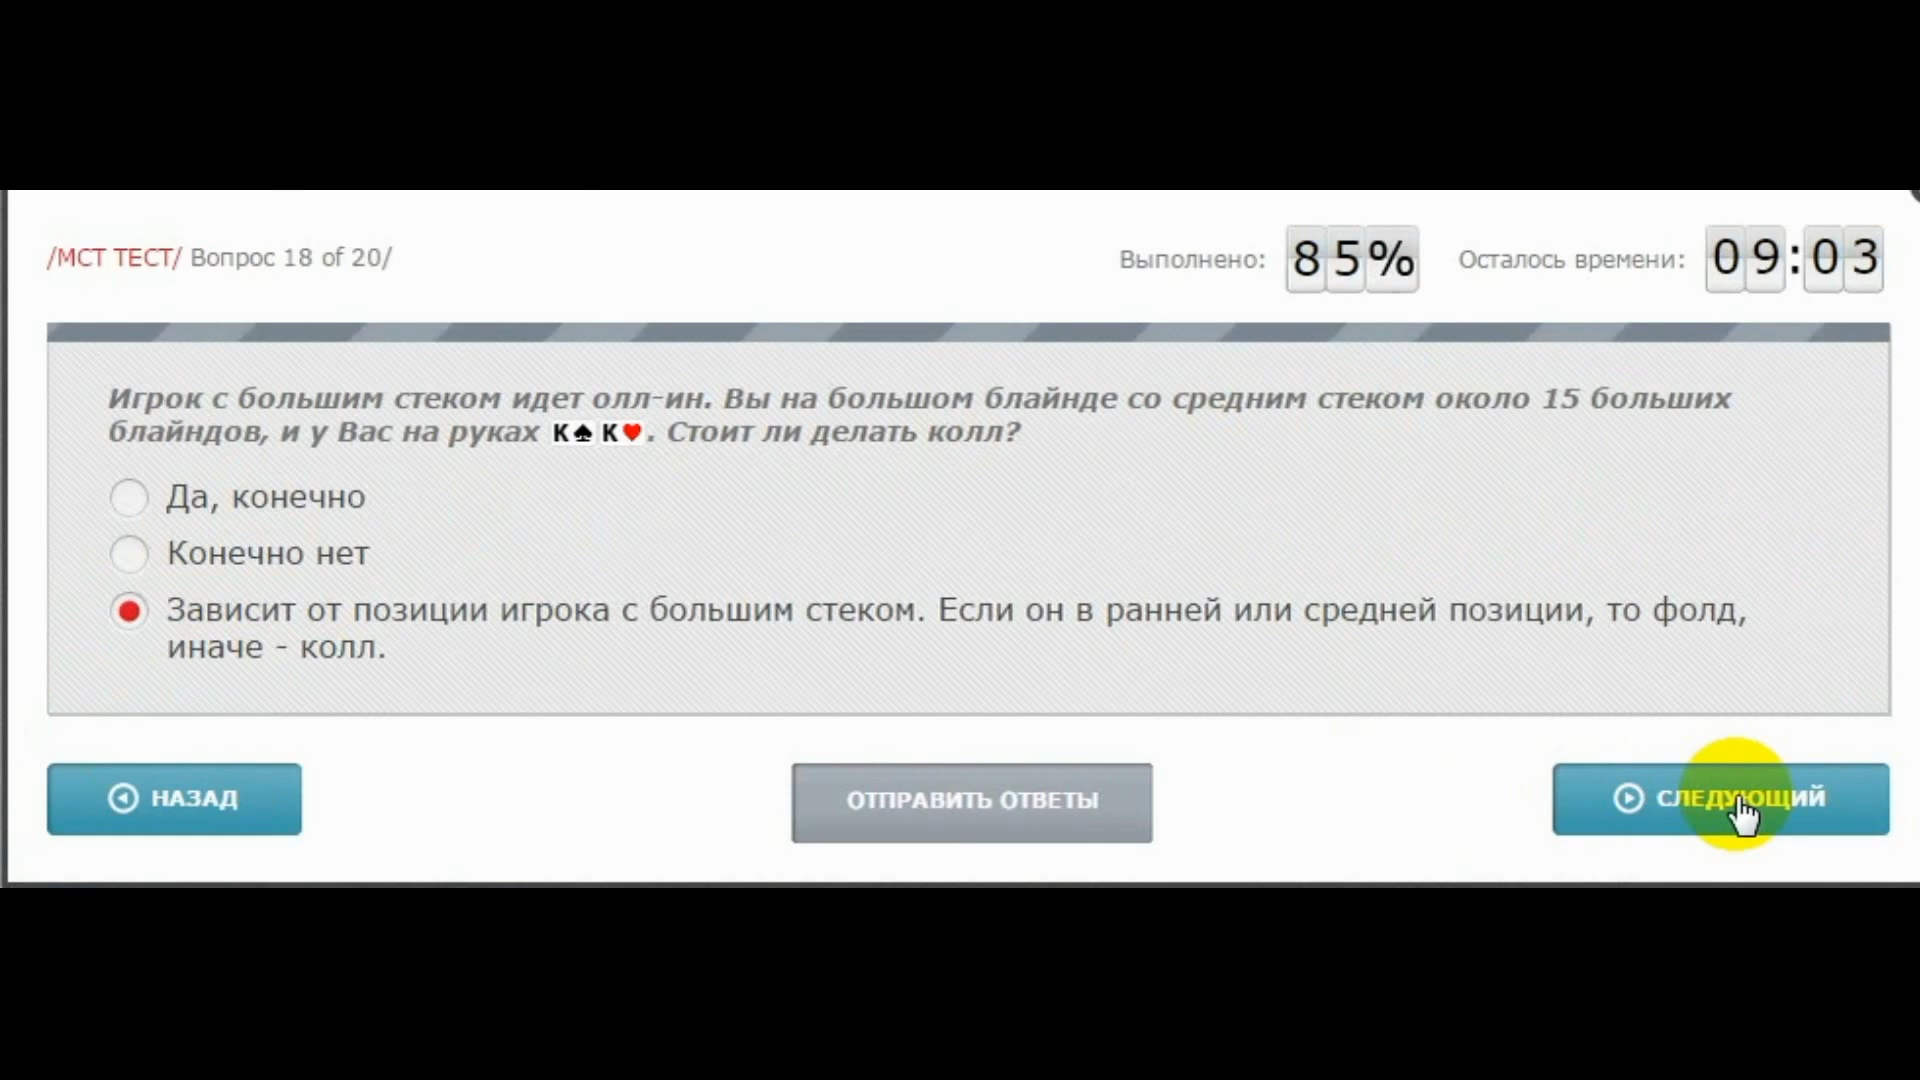 /МСТ ТЕСТ/ Вопрос 18 of 20/
Выполнено: 85% Осталось времени: 09:03
Игрок с большим стеком идет олл-ин. Вы на большом блайнде со средним стеком около 15 больших
блайндов, и у Вас на руках K♠ K♥. Стоит ли делать колл?
Да, конечно
Конечно нет
Зависит от позиции игрока с большим стеком. Если он в ранней или средней позиции, то фолд,
иначе - колл.
НАЗАД
ОТПРАВИТЬ ОТВЕТЫ
СЛЕДУЮЩИЙ